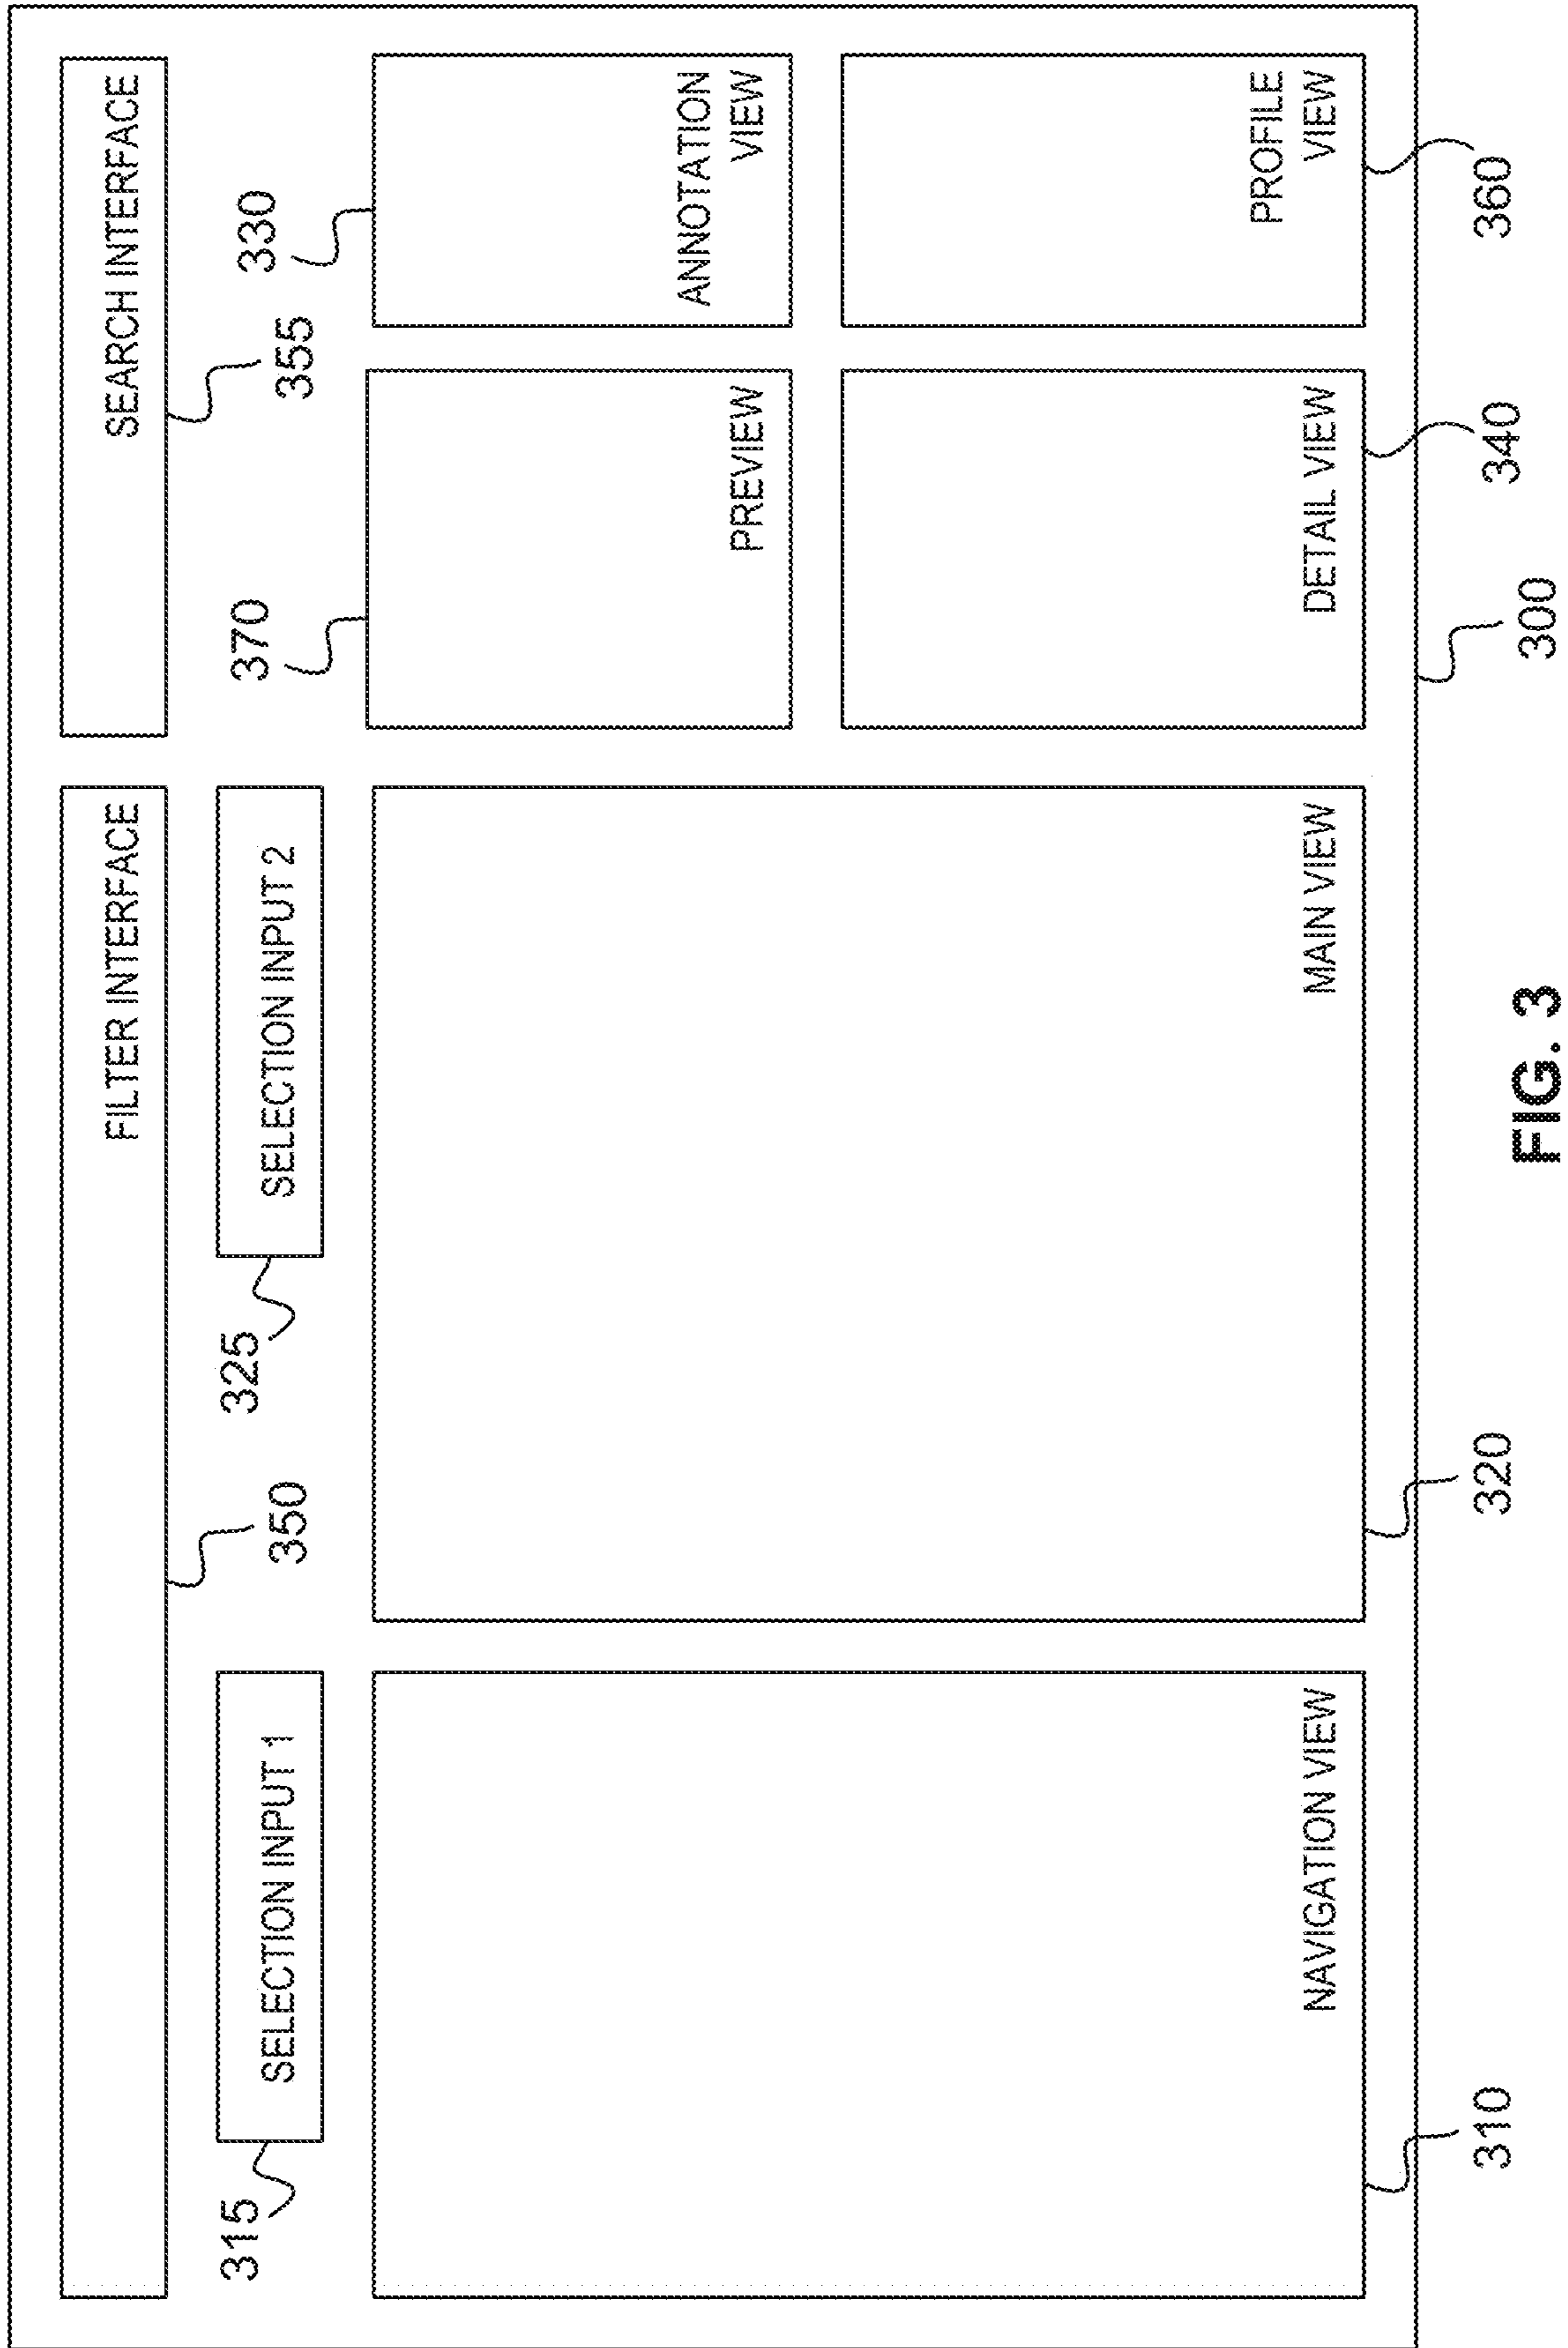 FILTER INTERFACE
SEARCH INTERFACE
350
355
315
SELECTION INPUT 1
325
SELECTION INPUT 2
370
330
PREVIEW
ANNOTATION
VIEW
NAVIGATION VIEW
MAIN VIEW
DETAIL VIEW
PROFILE
VIEW
310
320
340
360
300
FIG. 3